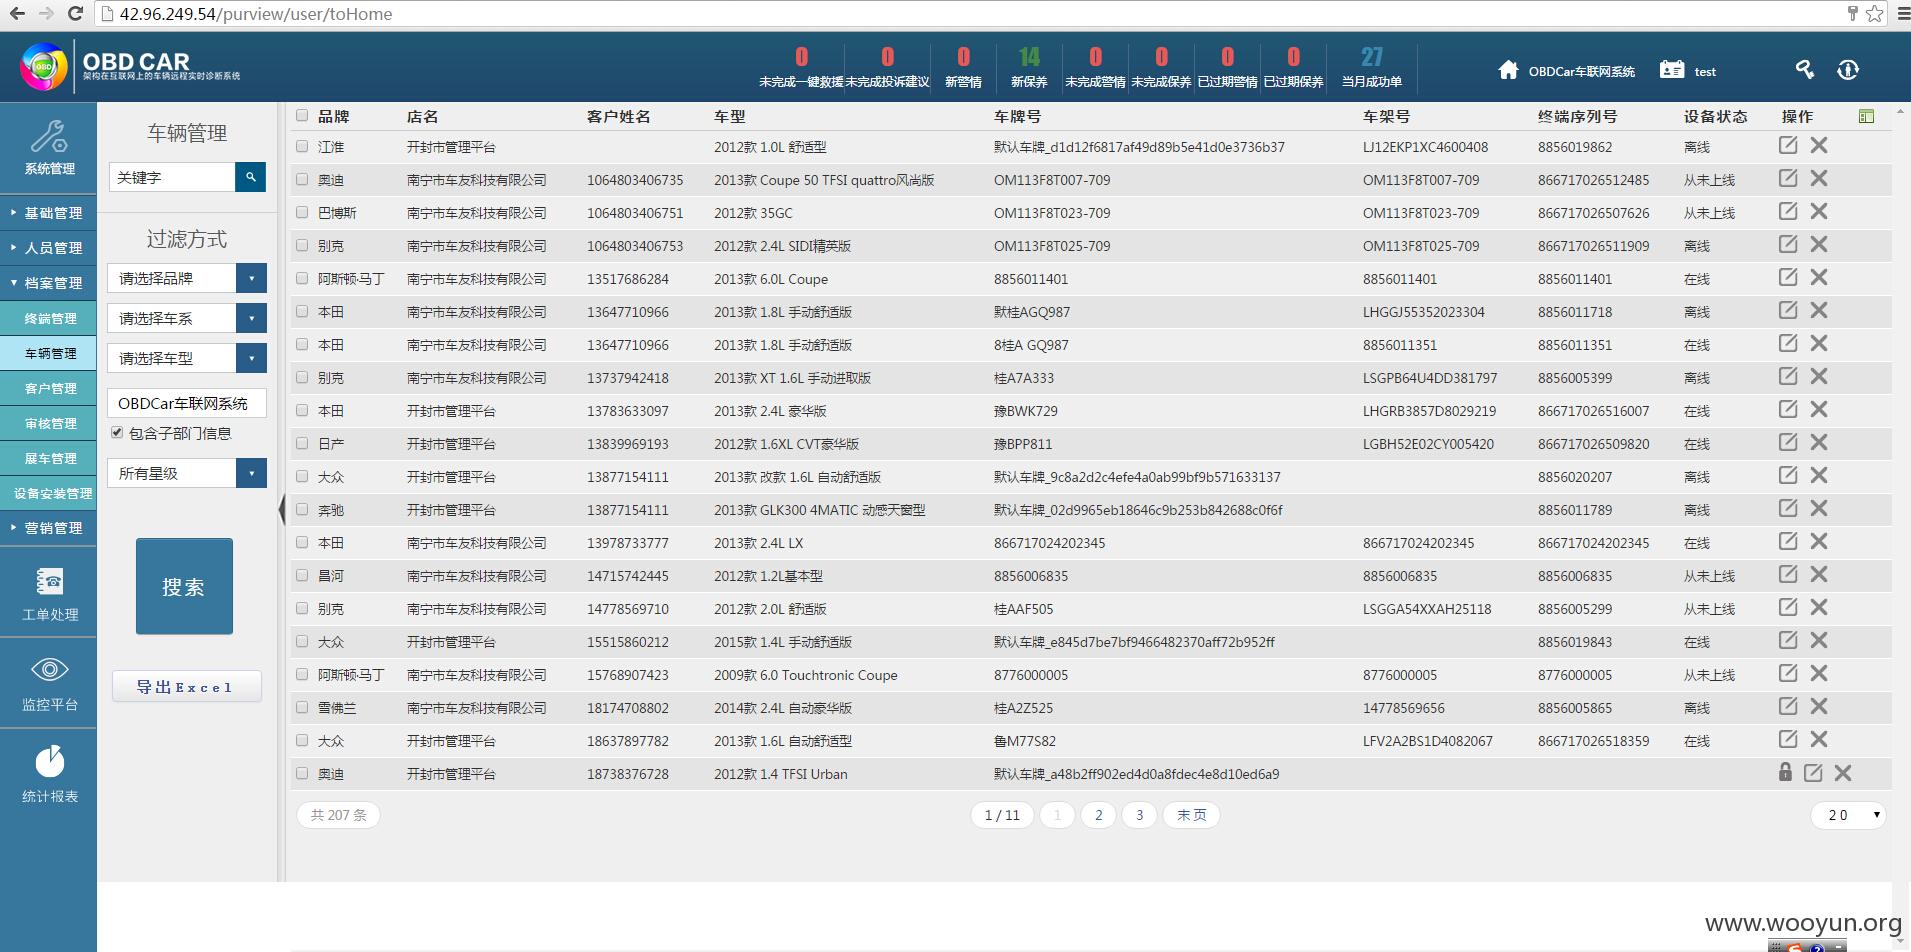 42.96.249.54/purview/user/toHome
OBD CAR
架构在互联网上的车辆远程实时诊断系统
0 0 0 14 0 0 0 0 27
未完成一键救援 未完成投诉建议 新警情 新保养 未完成警情 未完成保养 已过期警情 已过期保养 当月成功单
OBDCar车联网系统 test
系统管理
基础管理
人员管理
档案管理
终端管理
车辆管理
客户管理
审核管理
展车管理
设备安装管理
营销管理
工单处理
监控平台
统计报表
车辆管理
关键字
过滤方式
请选择品牌
请选择车系
请选择车型
OBDCar车联网系统
包含子部门信息
所有星级
搜索
导出Excel
品牌 店名 客户姓名 车型 车牌号 车架号 终端序列号 设备状态 操作
江淮 开封市管理平台 2012款 1.0L 舒适型 默认车牌_d1d12f6817af49d89b5e41d0e3736b37 LJ12EKP1XC4600408 8856019862 离线
奥迪 南宁市车友科技有限公司 1064803406735 2013款 Coupe 50 TFSI quattro风尚版 OM113F8T007-709 OM113F8T007-709 866717026512485 从未上线
巴博斯 南宁市车友科技有限公司 1064803406751 2012款 35GC OM113F8T023-709 OM113F8T023-709 866717026507626 从未上线
别克 南宁市车友科技有限公司 1064803406753 2012款 2.4L SIDI精英版 OM113F8T025-709 OM113F8T025-709 866717026511909 离线
阿斯顿·马丁 南宁市车友科技有限公司 13517686284 2013款 6.0L Coupe 8856011401 8856011401 8856011401 在线
本田 南宁市车友科技有限公司 13647710966 2013款 1.8L 手动舒适版 默桂AGQ987 LHGGJ55352023304 8856011718 离线
本田 南宁市车友科技有限公司 13647710966 2013款 1.8L 手动舒适版 8桂A GQ987 8856011351 8856011351 在线
别克 南宁市车友科技有限公司 13737942418 2013款 XT 1.6L 手动进取版 桂A7A333 LSGPB64U4DD381797 8856005399 离线
本田 开封市管理平台 13783633097 2013款 2.4L 豪华版 豫BWK729 LHGRB3857D8029219 866717026516007 在线
日产 开封市管理平台 13839969193 2012款 1.6XL CVT豪华版 豫BPP811 LGBH52E02CY005420 866717026509820 在线
大众 开封市管理平台 13877154111 2013款 改款 1.6L 自动舒适版 默认车牌_9c8a2d2c4efe4a0ab99bf9b571633137 8856020207 离线
奔驰 开封市管理平台 13877154111 2013款 GLK300 4MATIC 动感天窗型 默认车牌_02d9965eb18646c9b253b842688c0f6f 8856011789 离线
本田 南宁市车友科技有限公司 13978733777 2013款 2.4L LX 866717024202345 866717024202345 866717024202345 在线
昌河 南宁市车友科技有限公司 14715742445 2012款 1.2L基本型 8856006835 8856006835 8856006835 从未上线
别克 南宁市车友科技有限公司 14778569710 2012款 2.0L 舒适版 桂AAF505 LSGGA54XXAH25118 8856005299 从未上线
大众 开封市管理平台 15515860212 2015款 1.4L 手动舒适版 默认车牌_e845d7be7bf9466482370aff72b952ff 8856019843 在线
阿斯顿·马丁 南宁市车友科技有限公司 15768907423 2009款 6.0 Touchtronic Coupe 8776000005 8776000005 8776000005 从未上线
雪佛兰 南宁市车友科技有限公司 18174708802 2014款 2.4L 自动豪华版 桂A2Z525 14778569656 8856005865 离线
大众 开封市管理平台 18637897782 2013款 1.6L 自动舒适型 鲁M77S82 LFV2A2BS1D4082067 866717026518359 在线
奥迪 开封市管理平台 18738376728 2012款 1.4 TFSI Urban 默认车牌_a48b2ff902ed4d0a8fdec4e8d10ed6a9
共 207 条 1 / 11 1 2 3 末页 20
www.wooyun.org